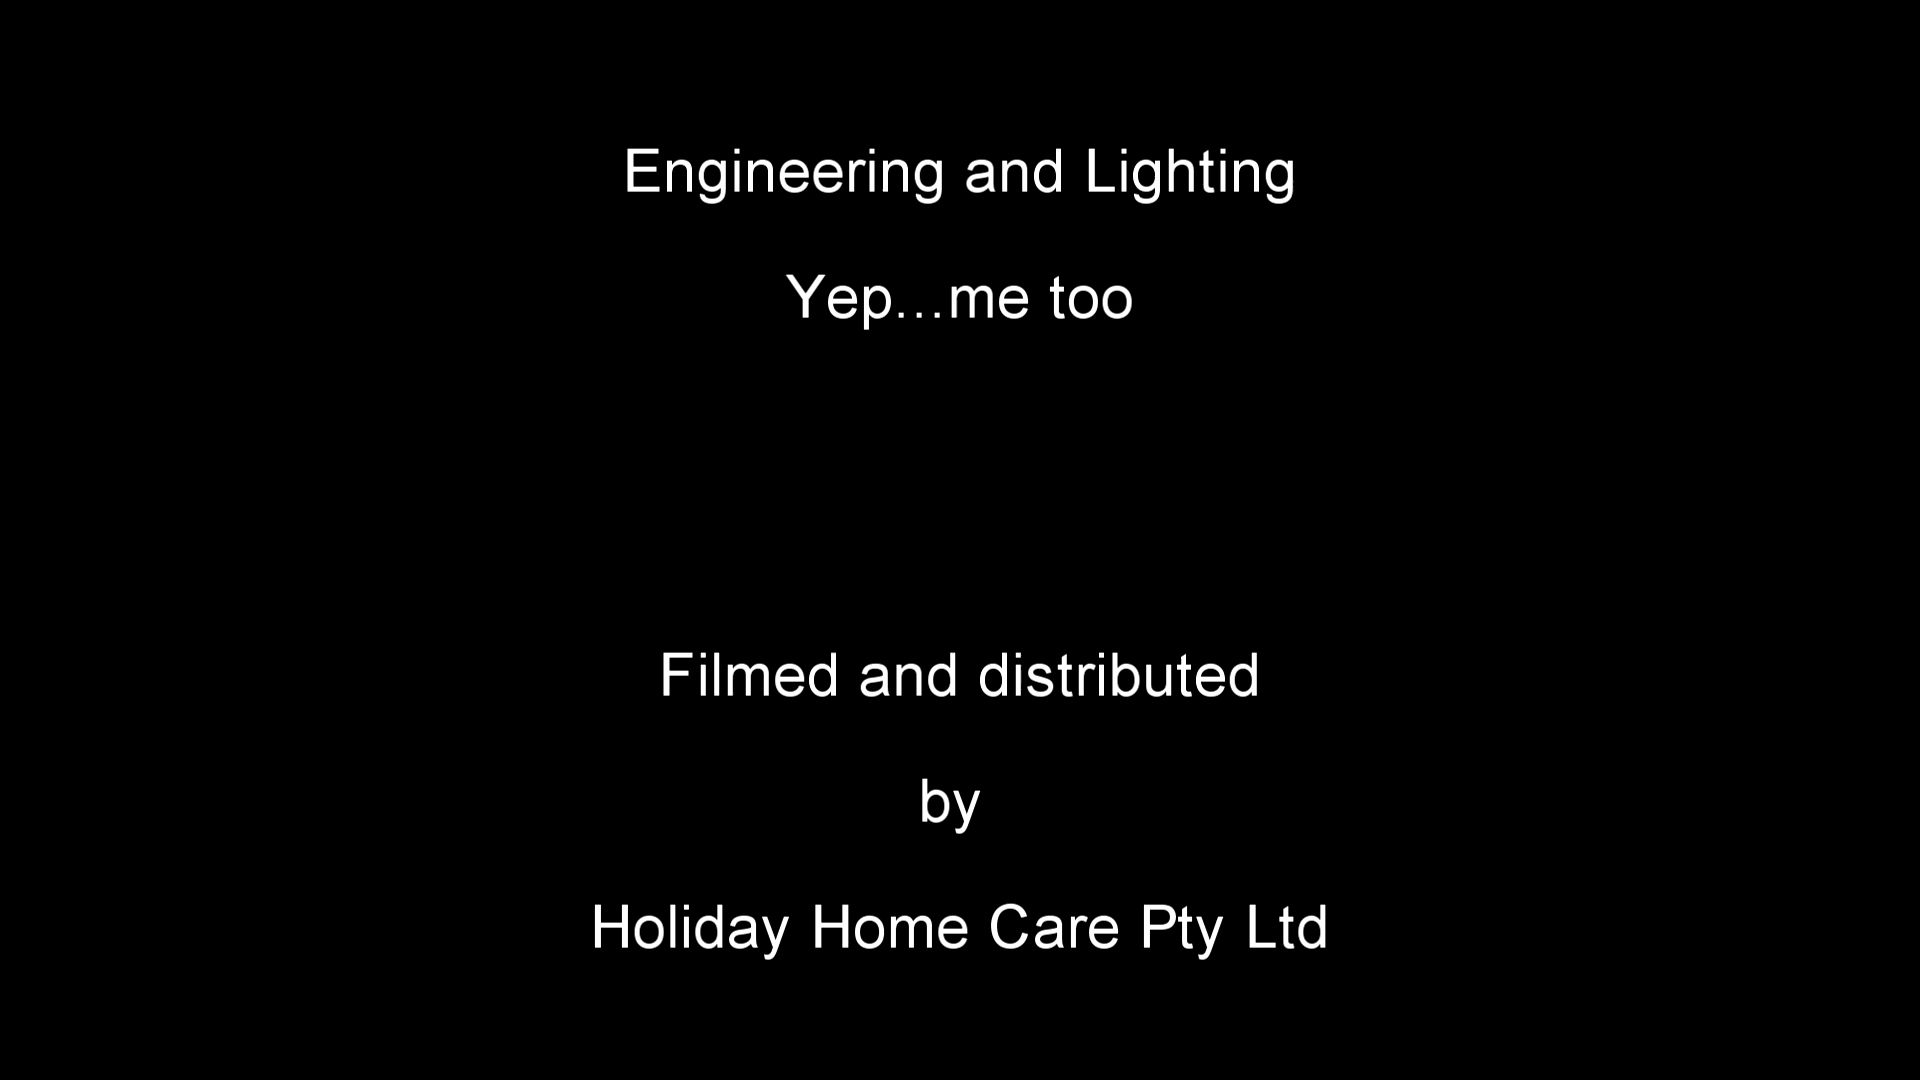 Engineering and Lighting
Yep...me too
Filmed and distributed
by
Holiday Home Care Pty Ltd